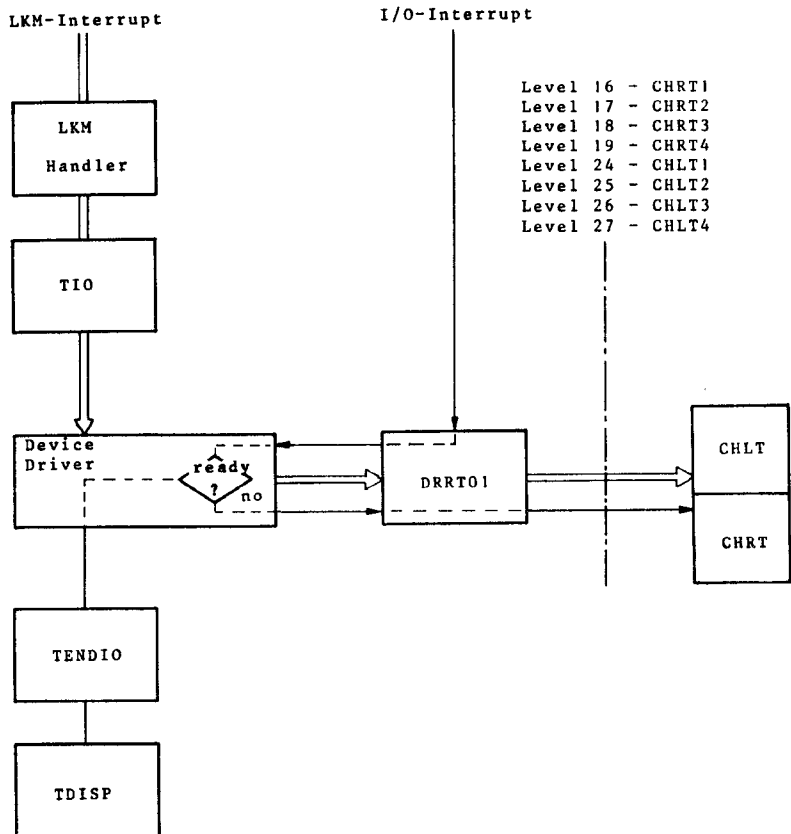 LKM-Interrupt
I/O-Interrupt
Level 16 - CHRT1
Level 17 - CHRT2
Level 18 - CHRT3
Level 19 - CHRT4
Level 24 - CHLT1
Level 25 - CHLT2
Level 26 - CHLT3
Level 27 - CHLT4
LKM
Handler
TIO
Device
Driver
ready
?
no
DRRT01
CHLT
CHRT
TENDIO
TDISP